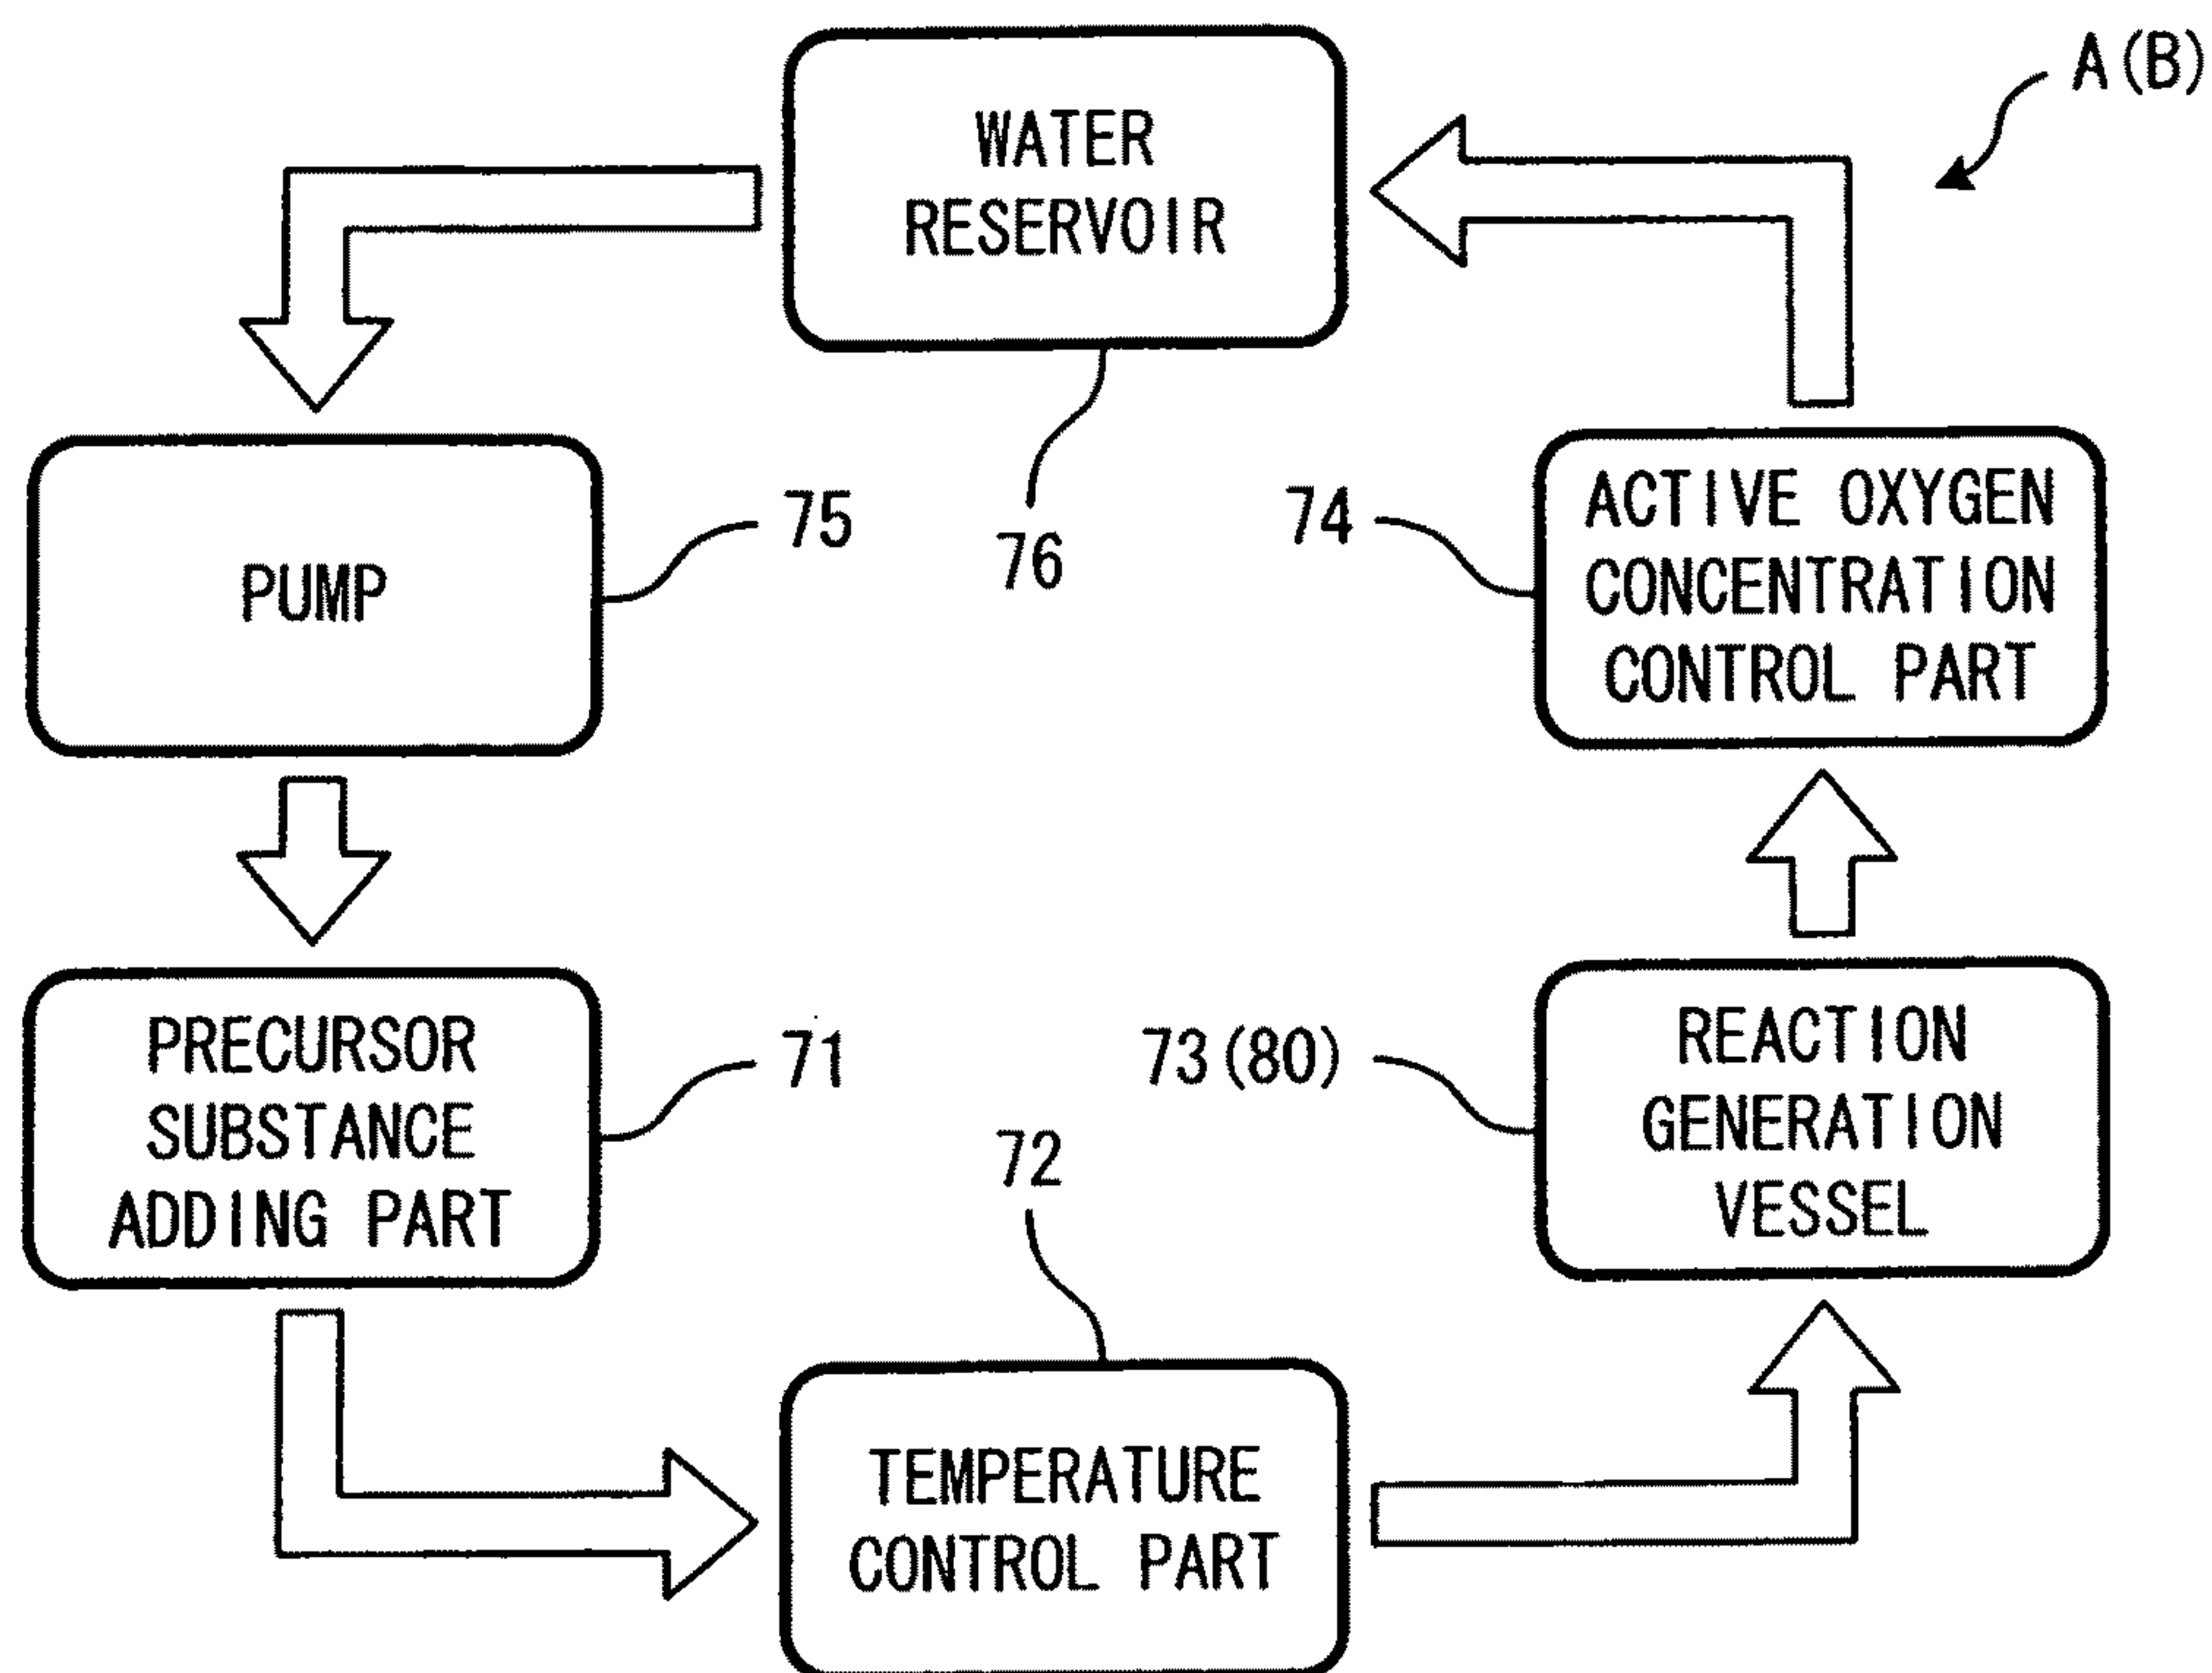 A(B)
WATER
RESERVOIR
76
PUMP
75
74
ACTIVE OXYGEN
CONCENTRATION
CONTROL PART
PRECURSOR
SUBSTANCE
ADDING PART
71
73(80)
REACTION
GENERATION
VESSEL
72
TEMPERATURE
CONTROL PART